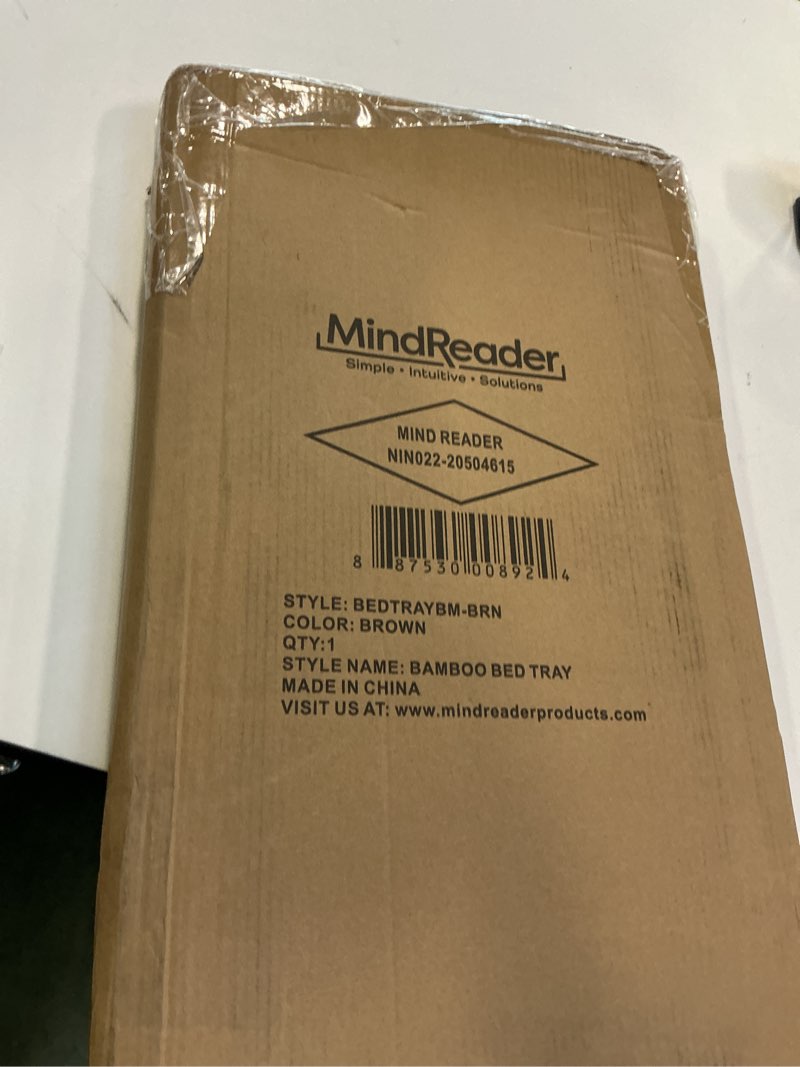 MindReader
Simple • Intuitive • Solutions
MIND READER
NIN022-20504615
8 87530 00892 4
STYLE: BEDTRAYBM-BRN
COLOR: BROWN
QTY:1
STYLE NAME: BAMBOO BED TRAY
MADE IN CHINA
VISIT US AT: www.mindreaderproducts.com